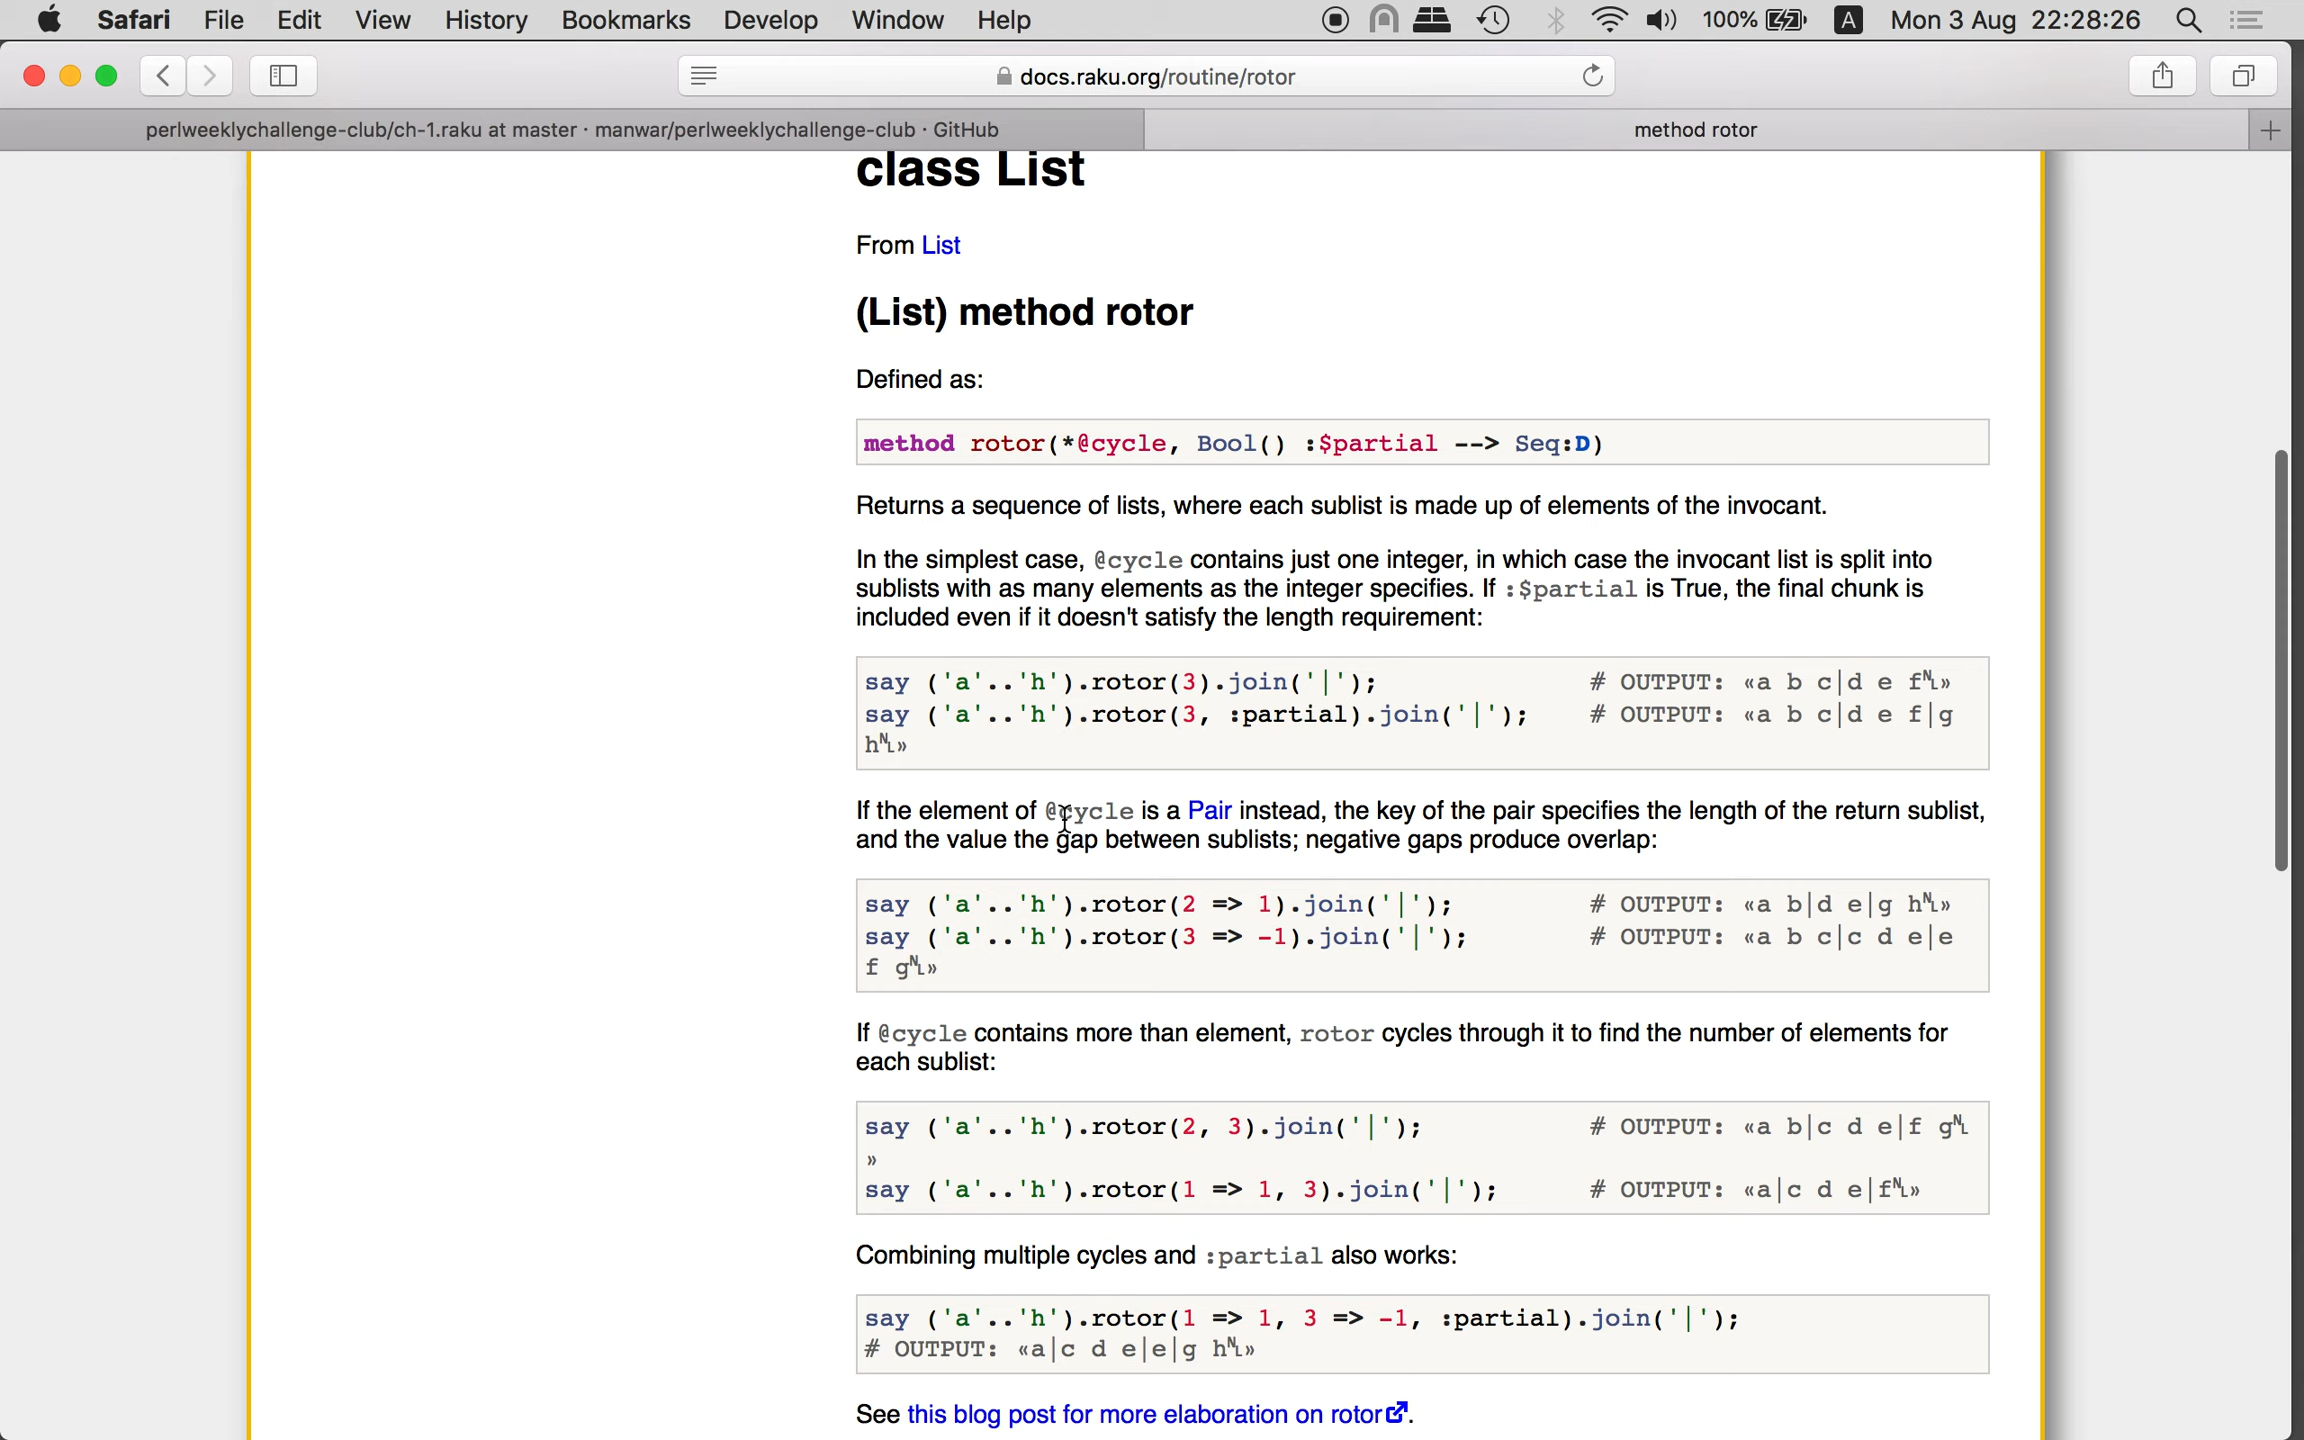 Safari File Edit View History Bookmarks Develop Window Help 100% A Mon 3 Aug 22:28:26
docs.raku.org/routine/rotor
perlweeklychallenge-club/ch-1.raku at master · manwar/perlweeklychallenge-club · GitHub
method rotor
class List
From List
(List) method rotor
Defined as:
method rotor(*@cycle, Bool() :$partial --> Seq:D)
Returns a sequence of lists, where each sublist is made up of elements of the invocant.
In the simplest case, @cycle contains just one integer, in which case the invocant list is split into
sublists with as many elements as the integer specifies. If :$partial is True, the final chunk is
included even if it doesn't satisfy the length requirement:
say ('a'..'h').rotor(3).join('|'); # OUTPUT: «a b c|d e f␤»
say ('a'..'h').rotor(3, :partial).join('|'); # OUTPUT: «a b c|d e f|g
h␤»
If the element of @cycle is a Pair instead, the key of the pair specifies the length of the return sublist,
and the value the gap between sublists; negative gaps produce overlap:
say ('a'..'h').rotor(2 => 1).join('|'); # OUTPUT: «a b|d e|g h␤»
say ('a'..'h').rotor(3 => -1).join('|'); # OUTPUT: «a b c|c d e|e
f g␤»
If @cycle contains more than element, rotor cycles through it to find the number of elements for
each sublist:
say ('a'..'h').rotor(2, 3).join('|'); # OUTPUT: «a b|c d e|f g␤
»
say ('a'..'h').rotor(1 => 1, 3).join('|'); # OUTPUT: «a|c d e|f␤»
Combining multiple cycles and :partial also works:
say ('a'..'h').rotor(1 => 1, 3 => -1, :partial).join('|');
# OUTPUT: «a|c d e|e|g h␤»
See this blog post for more elaboration on rotor.